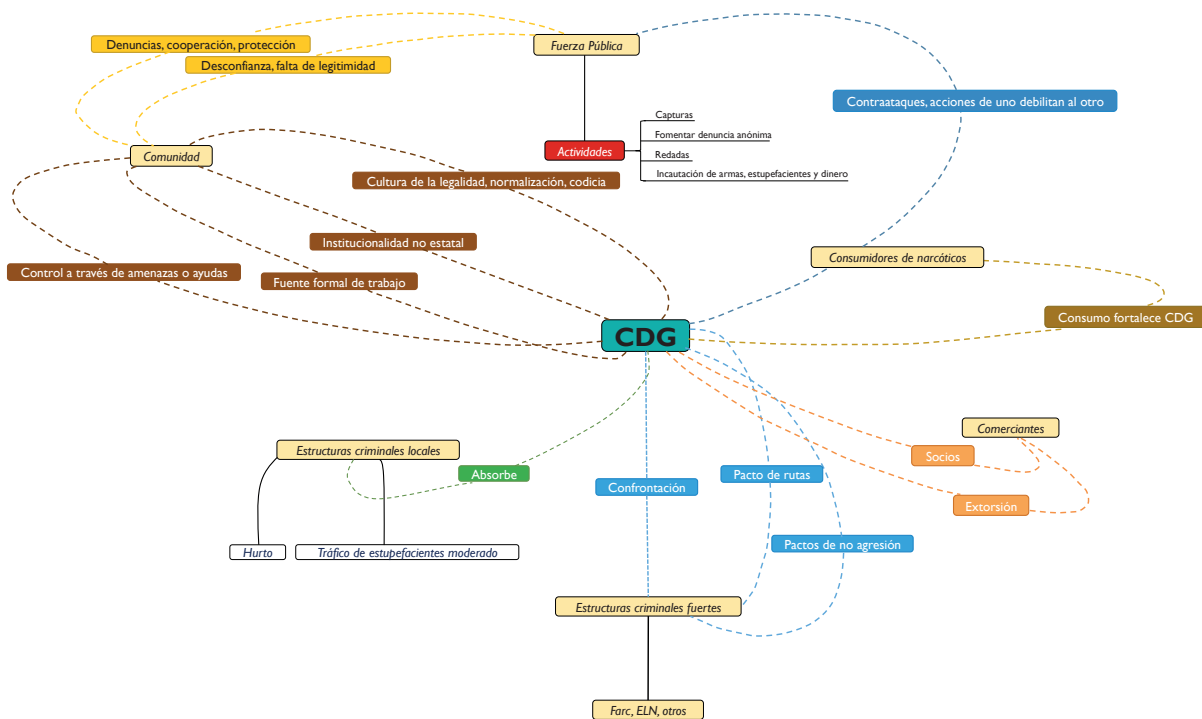 Denuncias, cooperación, protección
Fuerza Pública
Desconfianza, falta de legitimidad
Contraataques, acciones de uno debilitan al otro
Capturas
Fomentar denuncia anónima
Actividades
Redadas
Comunidad
Incautación de armas, estupefacientes y dinero
Cultura de la legalidad, normalización, codicia
Institucionalidad no estatal
Consumidores de narcóticos
Control a través de amenazas o ayudas
Fuente formal de trabajo
Consumo fortalece CDG
CDG
Comerciantes
Estructuras criminales locales
Socios
Absorbe
Pacto de rutas
Confrontación
Extorsión
Pactos de no agresión
Hurto
Tráfico de estupefacientes moderado
Estructuras criminales fuertes
Farc, ELN, otros